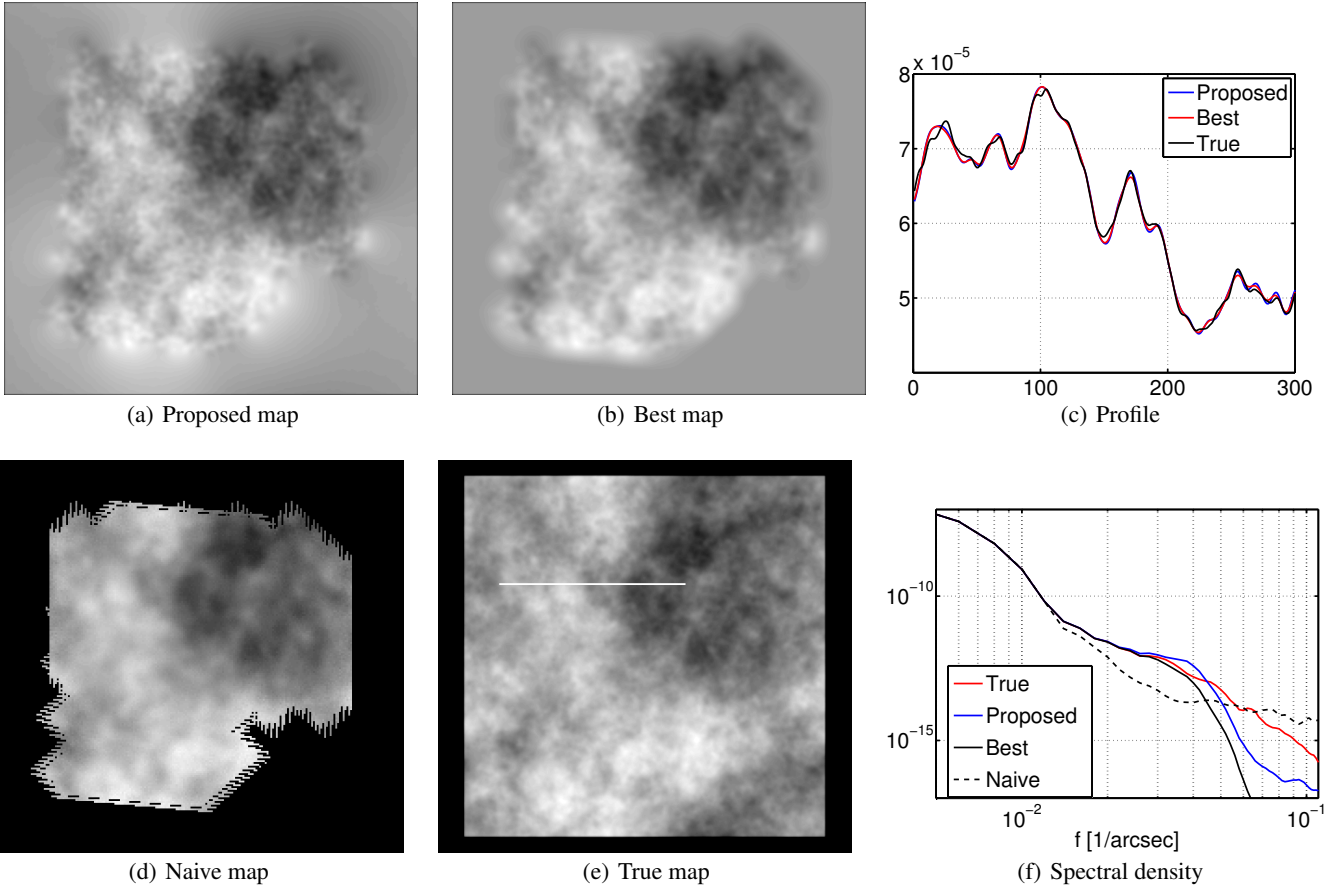 8 x 10⁻⁵
7
6
5
0 100 200 300
Proposed
Best
True
(a) Proposed map
(b) Best map
(c) Profile
10⁻¹⁰
10⁻¹⁵
10⁻² 10⁻¹
f [1/arcsec]
True
Proposed
Best
Naive
(d) Naive map
(e) True map
(f) Spectral density